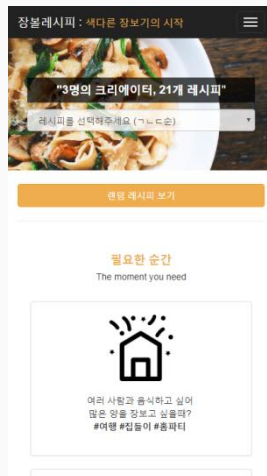 장볼레시피 : 색다른 장보기의 시작
"3명의 크리에이터, 21개 레시피"
레시피를 선택해주세요 (ㄱㄴㄷ순)
랜덤 레시피 보기
필요한 순간
The moment you need
여러 사람과 음식하고 싶어
많은 양을 장보고 싶을때?
#여행 #집들이 #홈파티